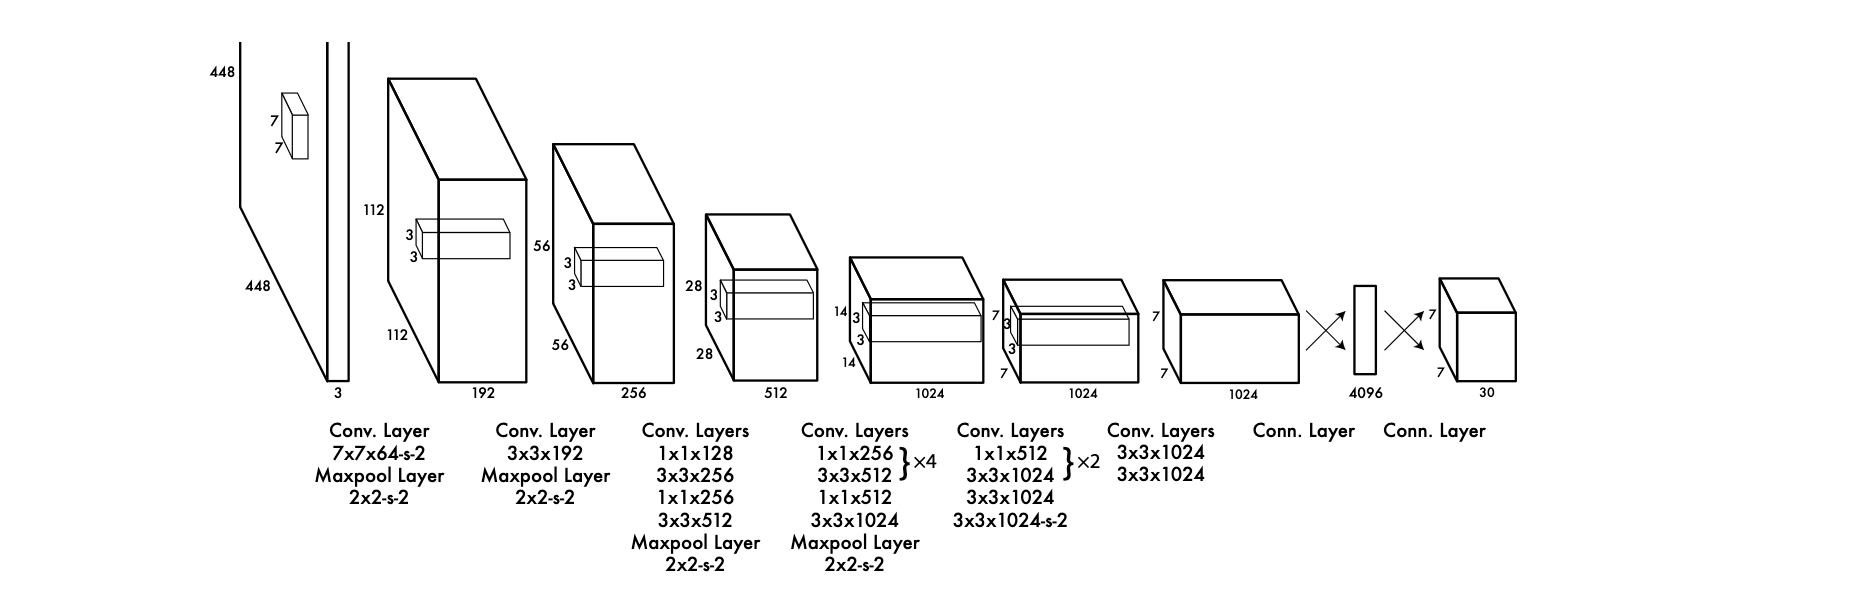 448
7
7
448
3
112
3
3
112
192
56
3
3
56
256
28
3
3
28
512
14
3
3
14
1024
7
3
3
7
1024
7
7
1024
4096
7
7
30
Conv. Layer
7x7x64-s-2
Maxpool Layer
2x2-s-2
Conv. Layer
3x3x192
Maxpool Layer
2x2-s-2
Conv. Layers
1x1x128
3x3x256
1x1x256
3x3x512
Maxpool Layer
2x2-s-2
Conv. Layers
1x1x256
3x3x512
} ×4
1x1x512
3x3x1024
Maxpool Layer
2x2-s-2
Conv. Layers
1x1x512
3x3x1024
} ×2
3x3x1024
3x3x1024-s-2
Conv. Layers
3x3x1024
3x3x1024
Conn. Layer
Conn. Layer